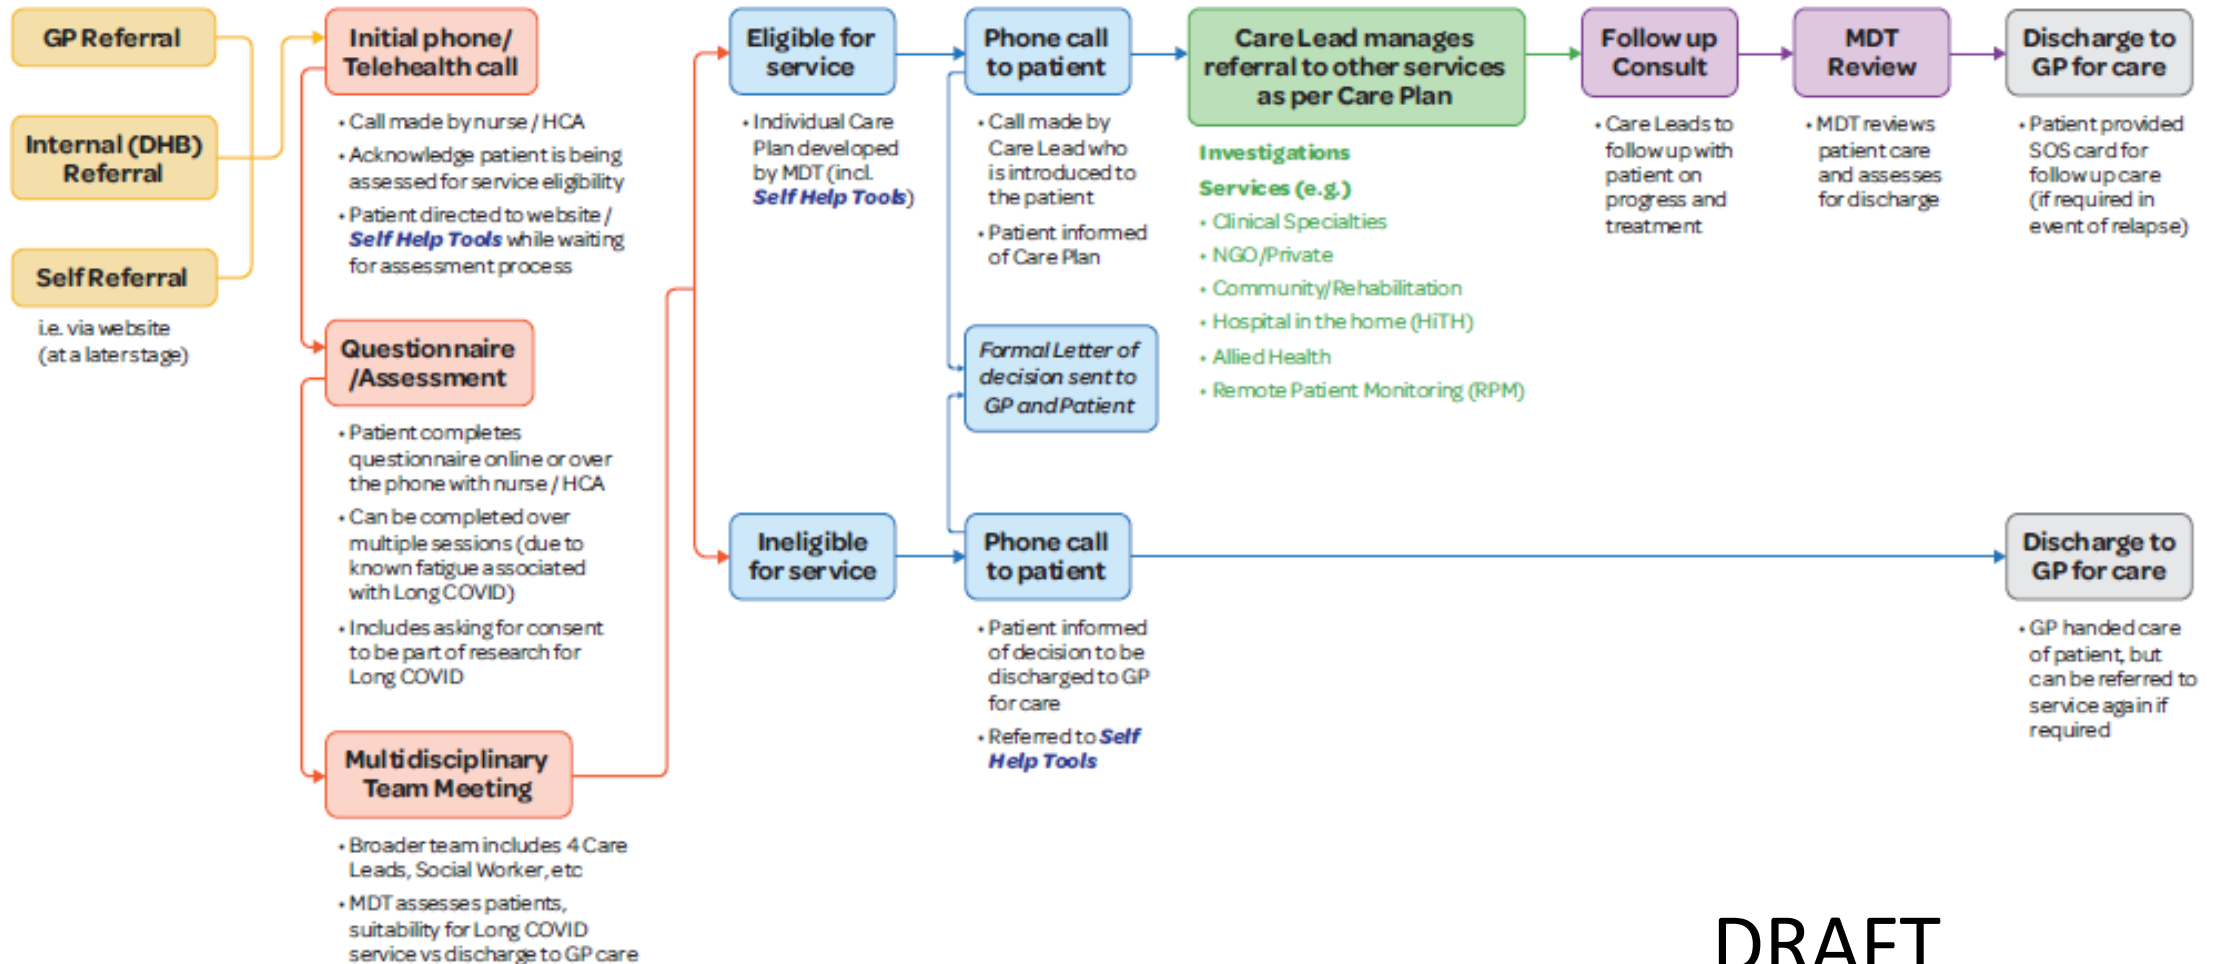 GP Referral
Internal (DHB)
Referral
Self Referral
i.e. via website
(at a later stage)
Initial phone/
Telehealth call
• Call made by nurse / HCA
• Acknowledge patient is being
assessed for service eligibility
• Patient directed to website /
Self Help Tools while waiting
for assessment process
Questionnaire
/Assessment
• Patient completes
questionnaire online or over
the phone with nurse / HCA
• Can be completed over
multiple sessions (due to
known fatigue associated
with Long COVID)
• Includes asking for consent
to be part of research for
Long COVID
Multidisciplinary
Team Meeting
• Broader team includes 4 Care
Leads, Social Worker, etc
• MDT assesses patients,
suitability for Long COVID
service vs discharge to GP care
Eligible for
service
• Individual Care
Plan developed
by MDT (incl.
Self Help Tools)
Phone call
to patient
• Call made by
Care Lead who
is introduced to
the patient
• Patient informed
of Care Plan
Formal Letter of
decision sent to
GP and Patient
Ineligible
for service
Phone call
to patient
• Patient informed
of decision to be
discharged to GP
for care
• Referred to Self
Help Tools
Care Lead manages
referral to other services
as per Care Plan
Investigations
Services (e.g.)
• Clinical Specialties
• NGO/Private
• Community/Rehabilitation
• Hospital in the home (HiTH)
• Allied Health
• Remote Patient Monitoring (RPM)
Follow up
Consult
• Care Leads to
follow up with
patient on
progress and
treatment
MDT
Review
• MDT reviews
patient care
and assesses
for discharge
Discharge to
GP for care
• Patient provided
SOS card for
follow up care
(if required in
event of relapse)
Discharge to
GP for care
• GP handed care
of patient, but
can be referred to
service again if
required
DRAFT